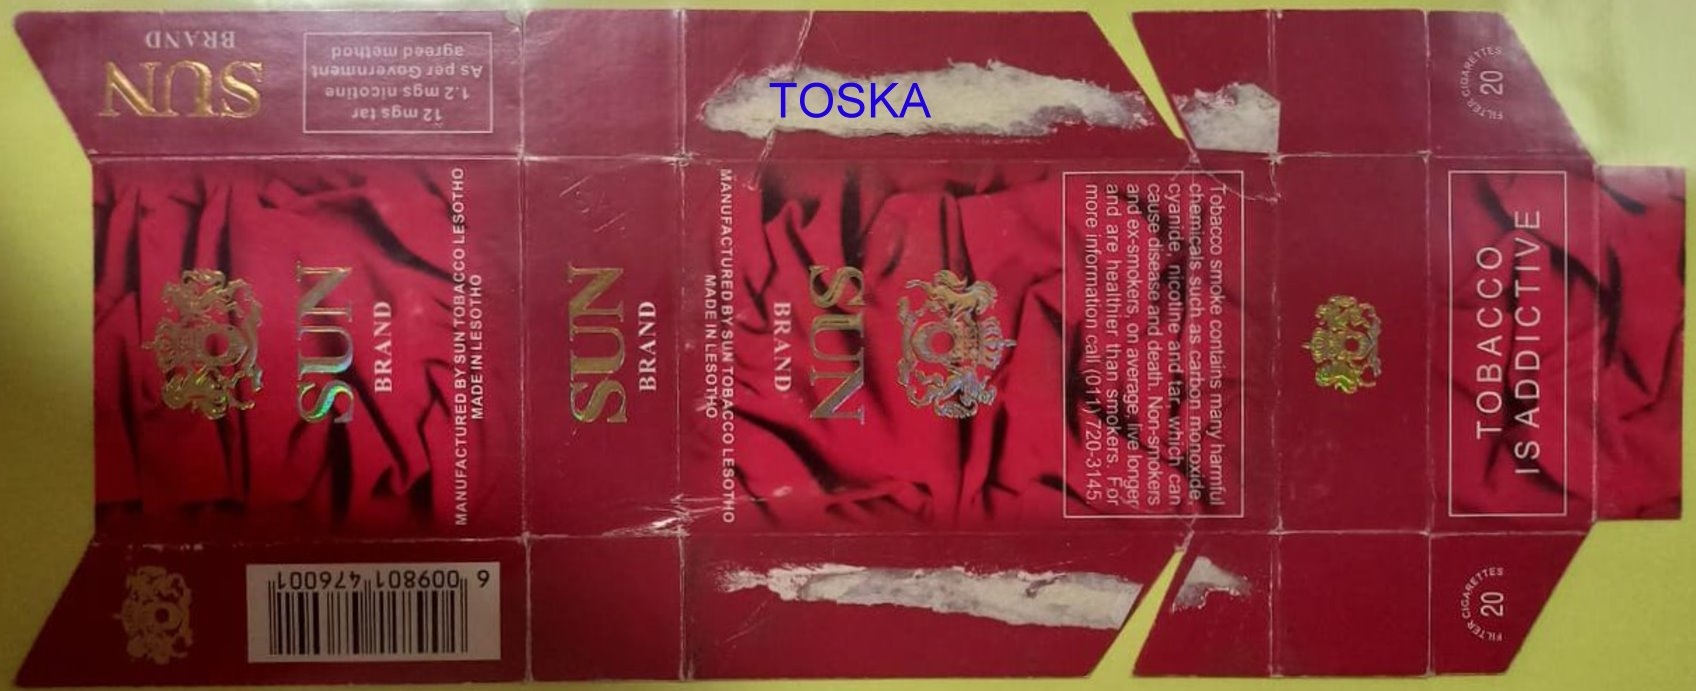 SUN
BRAND
12 mgs tar
1.2 mgs nicotine
As per Government
agreed method
TOSKA
FILTER CIGARETTES
20
SUN
BRAND
MANUFACTURED BY SUN TOBACCO LESOTHO
MADE IN LESOTHO
SUN
BRAND
MANUFACTURED BY SUN TOBACCO LESOTHO
MADE IN LESOTHO
BRAND
SUN
Tobacco smoke contains many harmful
chemicals such as carbon monoxide,
cyanide, nicotine and tar, which can
cause disease and death. Non-smokers
and ex-smokers, on average, live longer
and are healthier than smokers. For
more information call (011) 720-3145
TOBACCO
IS ADDICTIVE
6 009801 476001
FILTER CIGARETTES
20